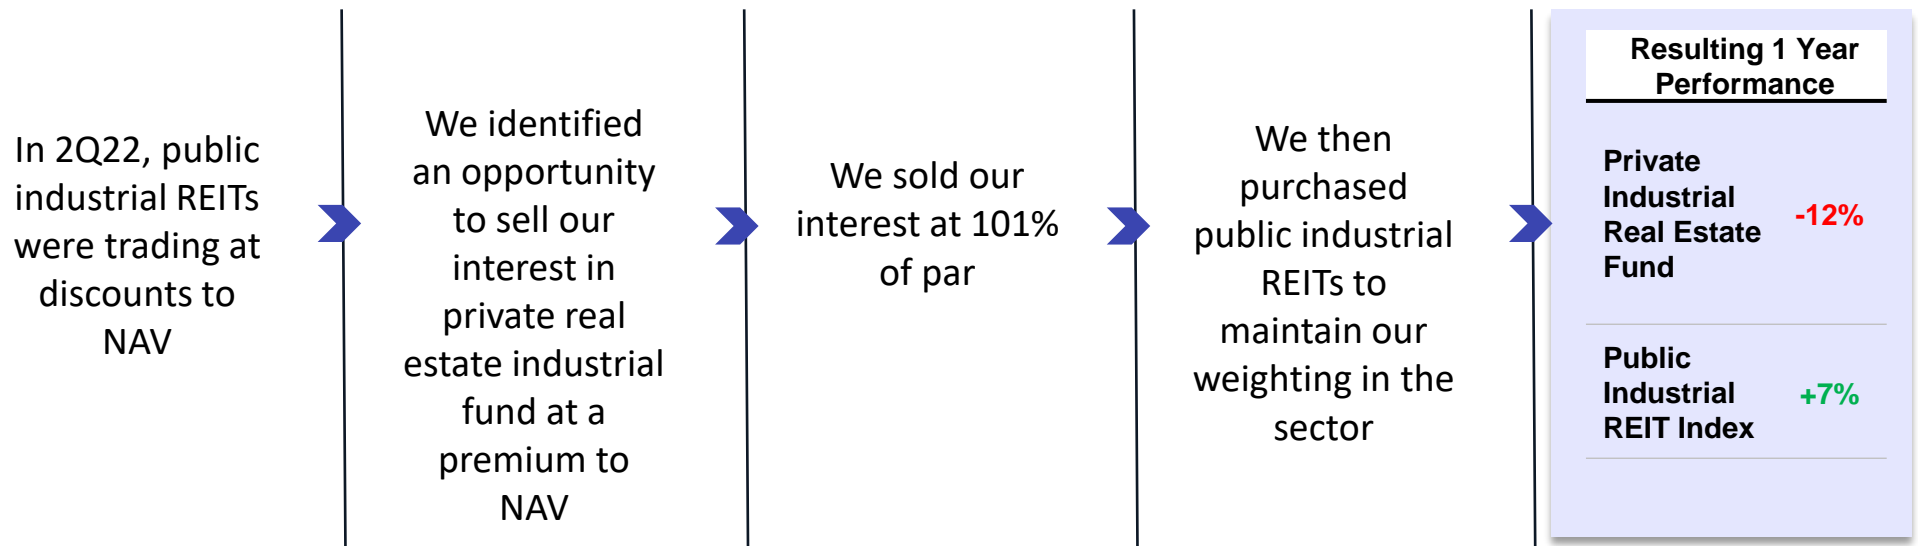 In 2Q22, public
industrial REITs
were trading at
discounts to
NAV
We identified
an opportunity
to sell our
interest in
private real
estate industrial
fund at a
premium to
NAV
We sold our
interest at 101%
of par
We then
purchased
public industrial
REITs to
maintain our
weighting in the
sector
Resulting 1 Year
Performance
Private
Industrial
Real Estate
Fund
-12%
Public
Industrial
REIT Index
+7%